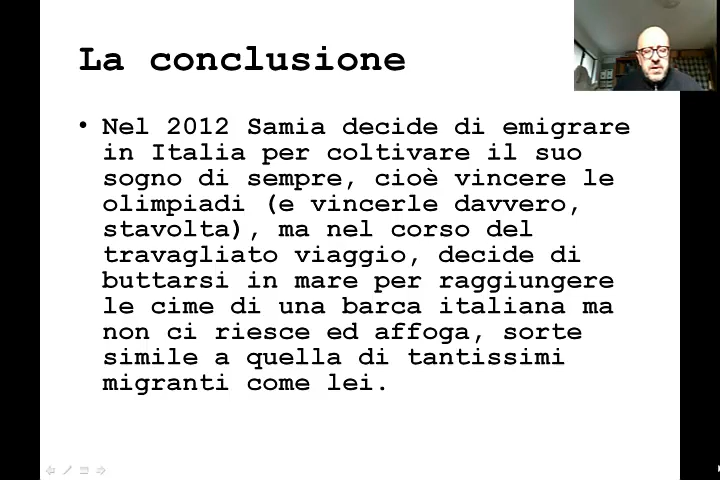 La conclusione
• Nel 2012 Samia decide di emigrare
in Italia per coltivare il suo
sogno di sempre, cioè vincere le
olimpiadi (e vincerle davvero,
stavolta), ma nel corso del
travagliato viaggio, decide di
buttarsi in mare per raggiungere
le cime di una barca italiana ma
non ci riesce ed affoga, sorte
simile a quella di tantissimi
migranti come lei.